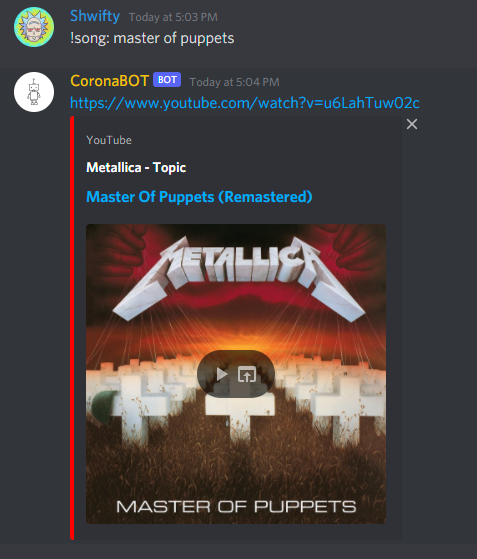 Shwifty Today at 5:03 PM
!song: master of puppets
CoronaBOT BOT Today at 5:04 PM
https://www.youtube.com/watch?v=u6LahTuw02c
YouTube
Metallica - Topic
Master Of Puppets (Remastered)
METALLICA
MASTER OF PUPPETS